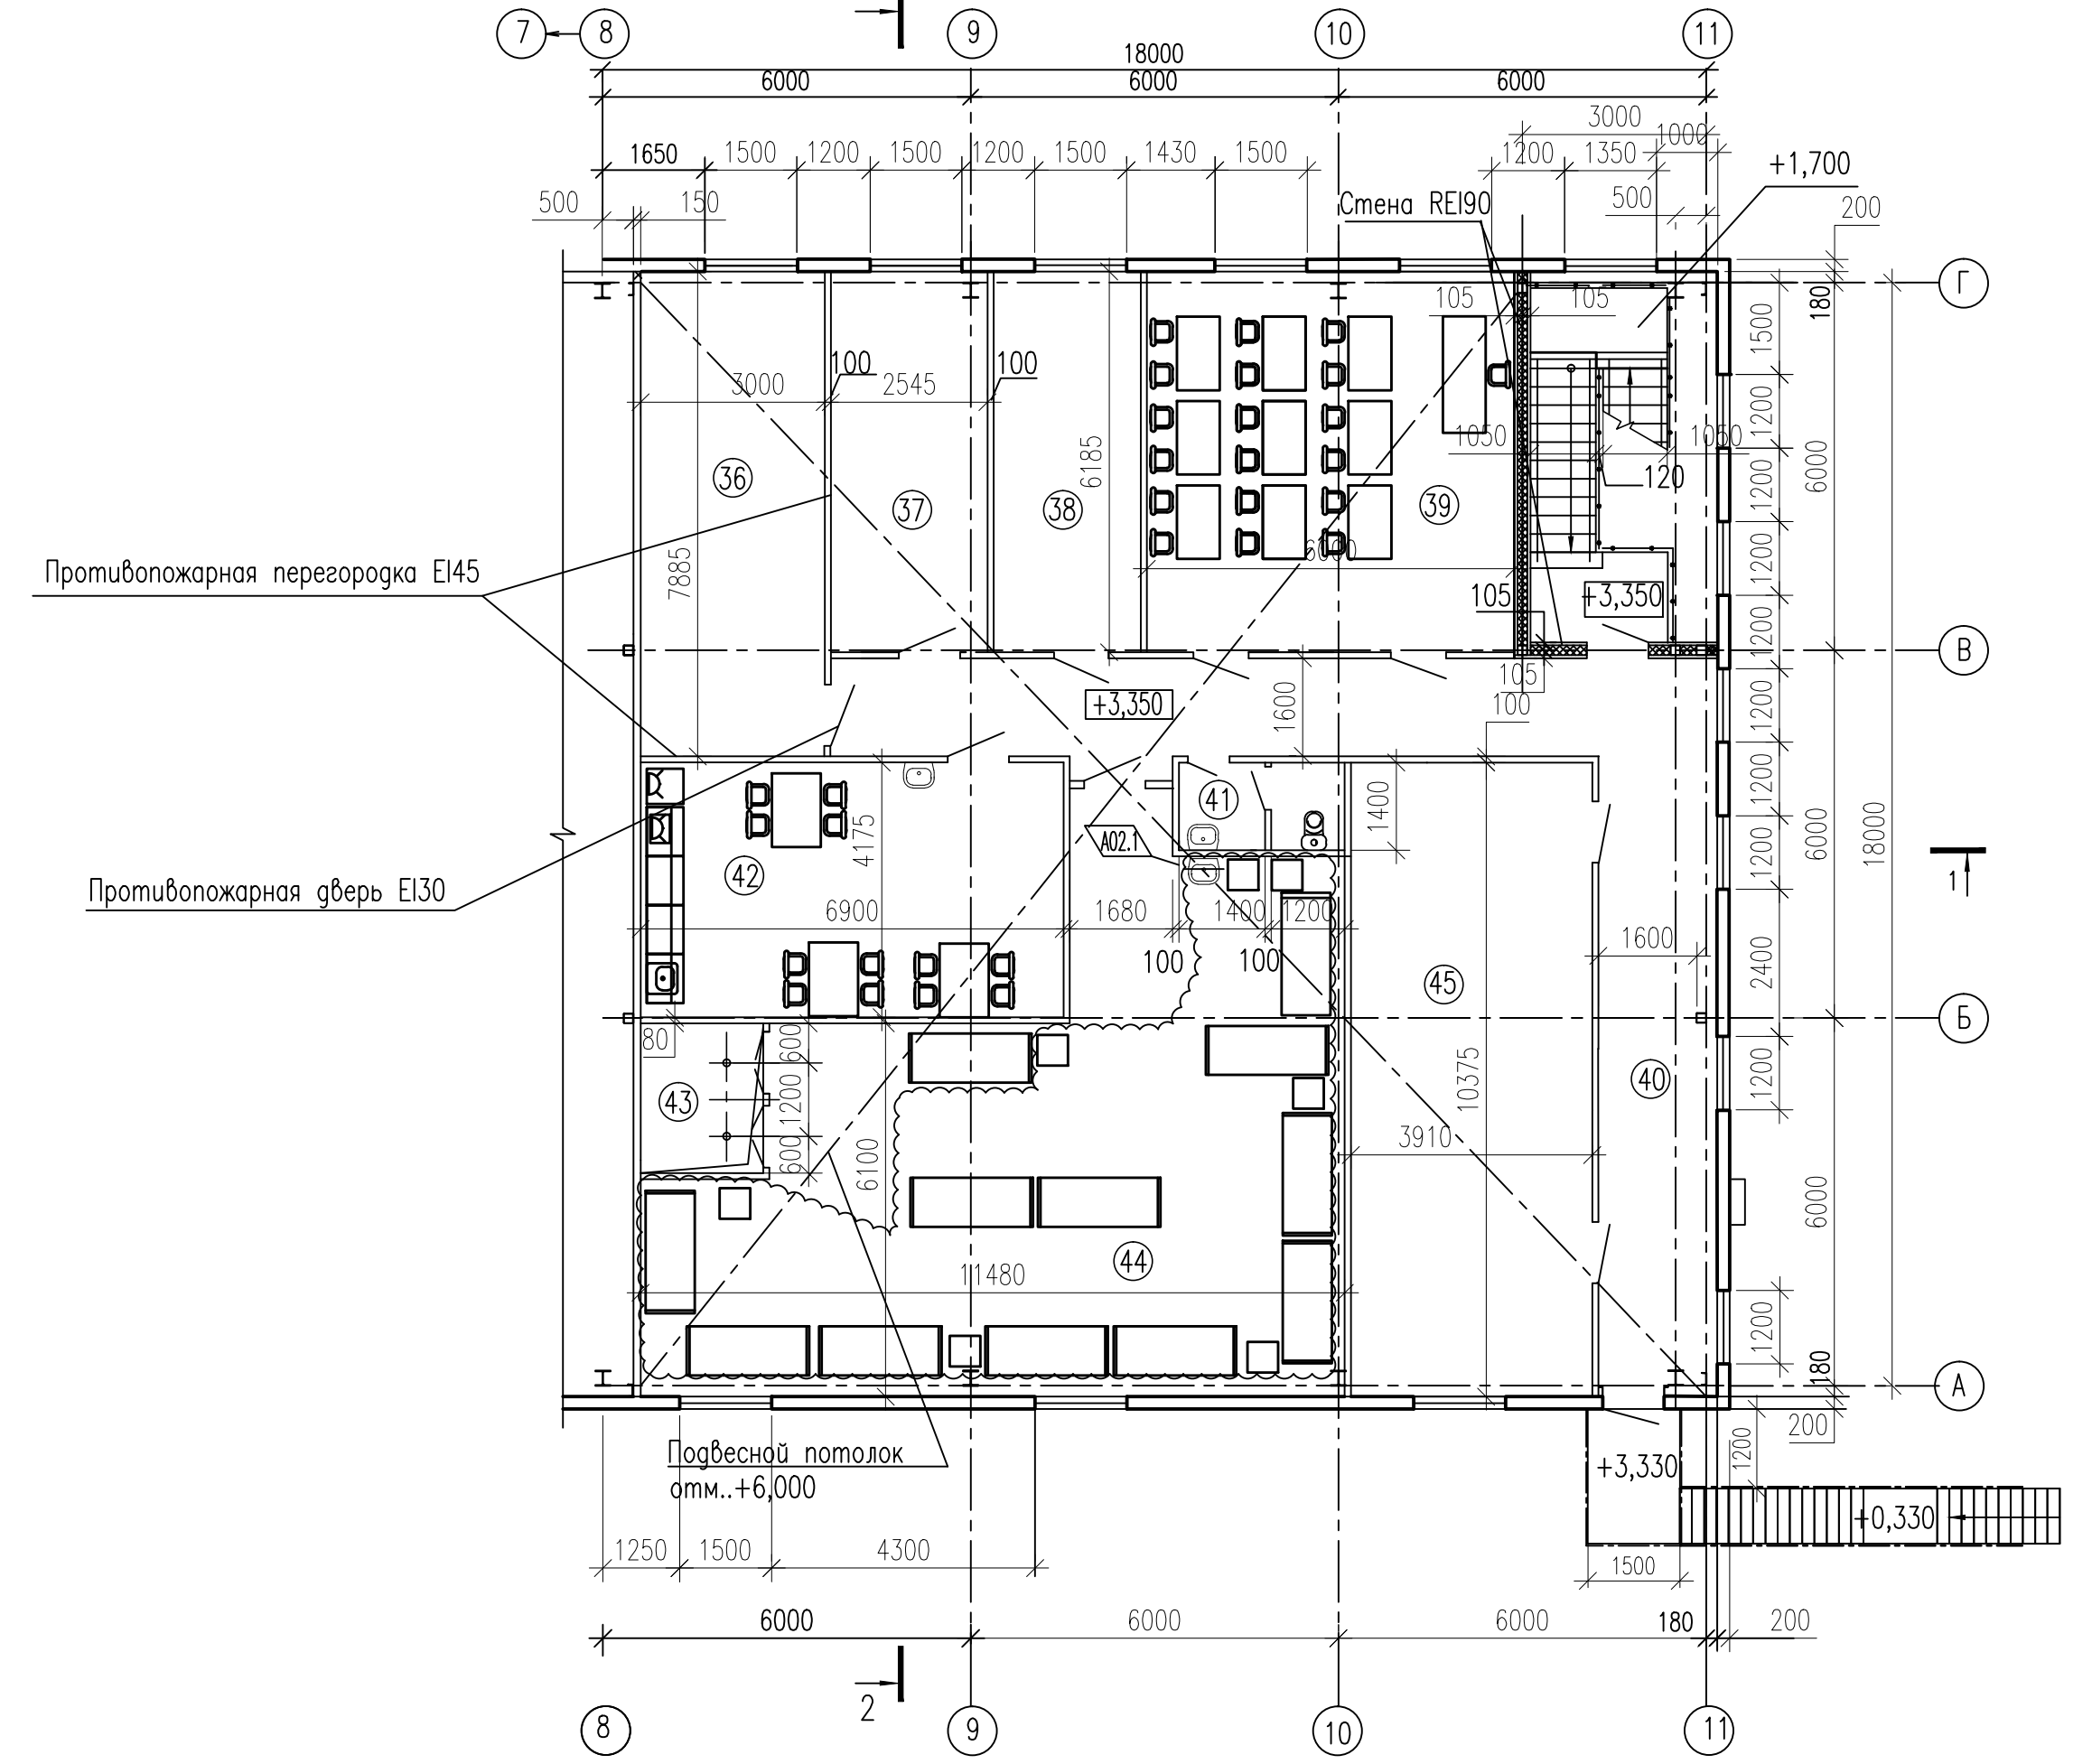 7 8 9 10 11
18000
6000 6000 6000
3000
1000
1650 1500 1200 1500 1200 1500 1430 1500 1200 1350
+1,700
500 150 Стена REI90 500 200
Г
180
105 105
1500
100 100
3000 2545
1200
6185 1050 1050
6000
36 37 38 39 120
1200
6000
7885
1200
Противопожарная перегородка EI45
105 +3,350
1200
В
105
+3,350 1600 100
1200
1200
41 1400
18000
6000
4175
A02.1
1200
42
Противопожарная дверь EI30
1
6900 1680 1400 1200
1600
100 100
2400
45
Б
80 600
10375 40
1200
43 1200
3910
600 6100
6000
44
11480
1200
180
А
200
Подвесной потолок
отм..+6,000
+3,330 1200
+0,330
1250 1500 4300
1500
6000 6000 6000 180 200
2
8 9 10 11